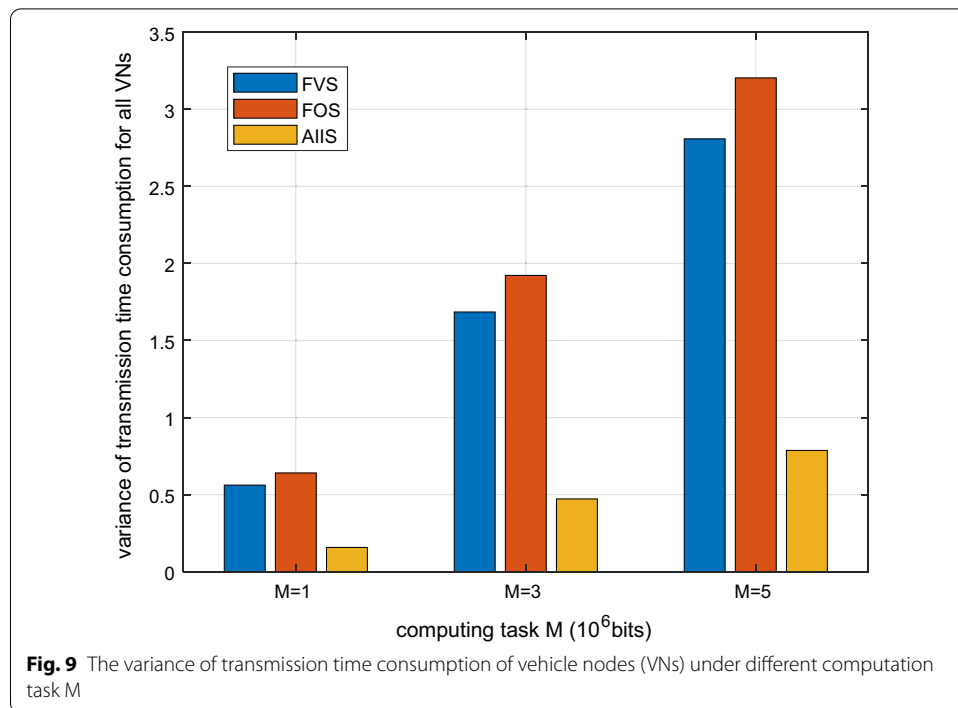 variance of transmission time consumption for all VNs
3.5
3
2.5
2
1.5
1
0.5
0
FVS
FOS
AIIS
M=1 M=3 M=5
computing task M (10^6bits)
Fig. 9 The variance of transmission time consumption of vehicle nodes (VNs) under different computation
task M